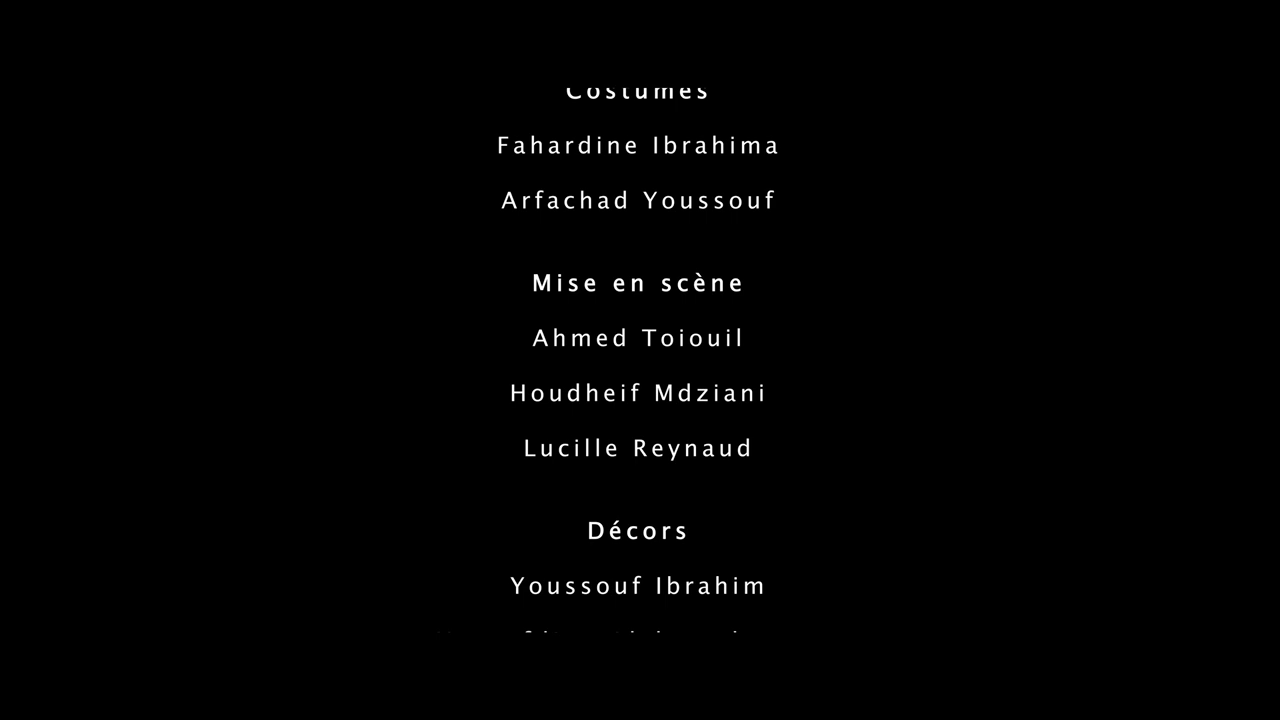 Costumes
Fahardine Ibrahima
Arfachad Youssouf
Mise en scène
Ahmed Toiouil
Houdheif Mdziani
Lucille Reynaud
Décors
Youssouf Ibrahim